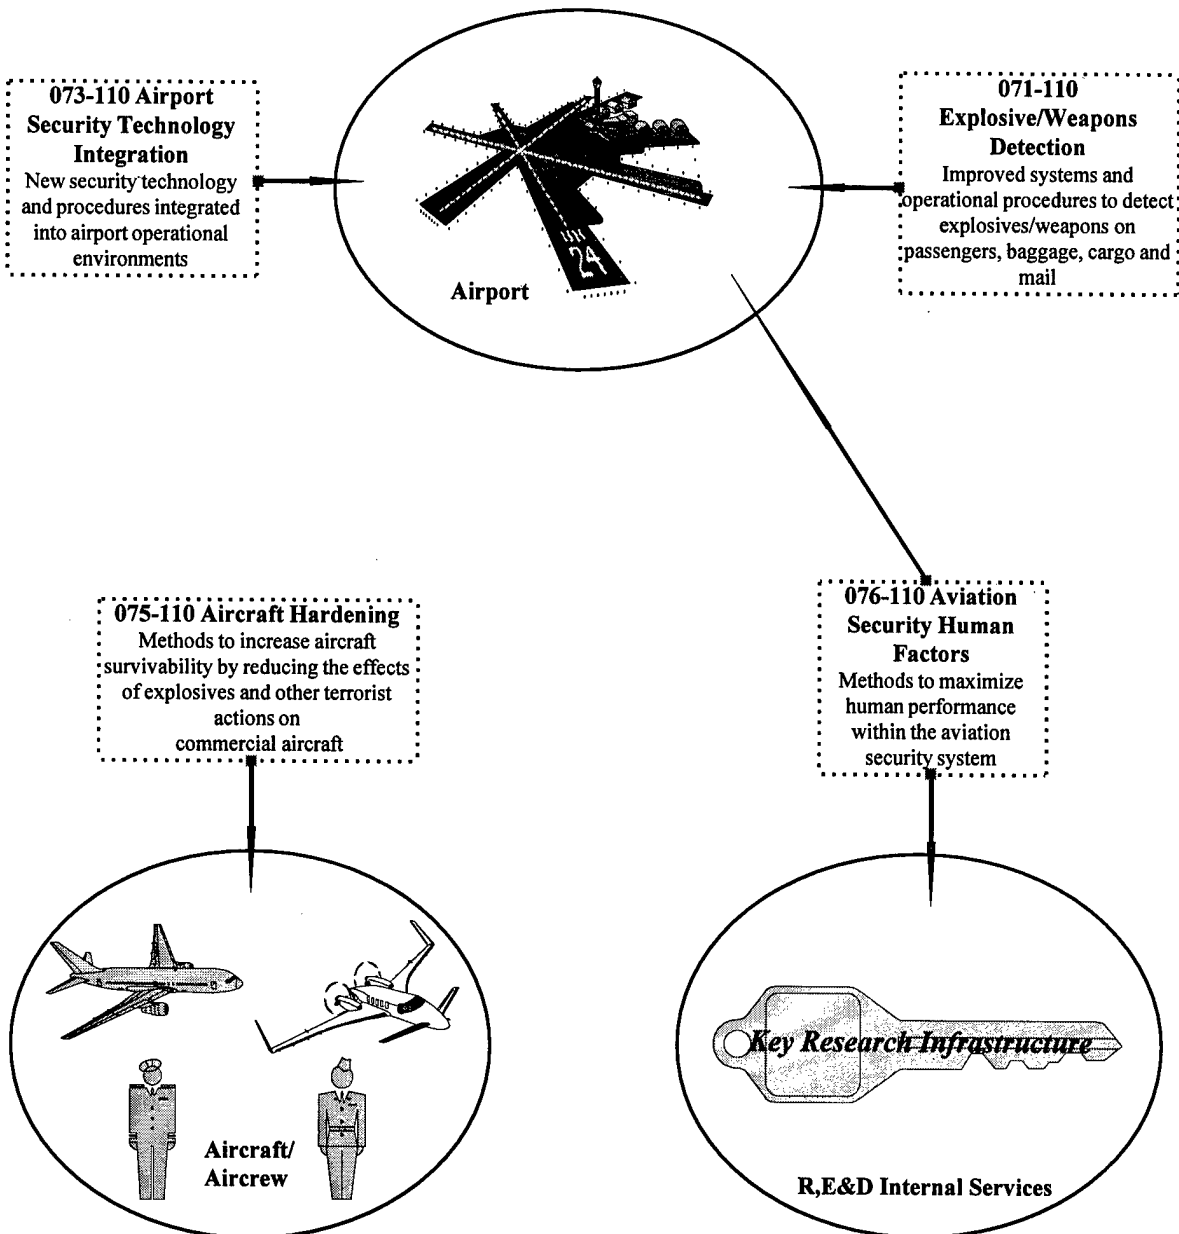 073-110 Airport
Security Technology
Integration
New security technology
and procedures integrated
into airport operational
environments
071-110
Explosive/Weapons
Detection
Improved systems and
operational procedures to detect
explosives/weapons on
passengers, baggage, cargo and
mail
24
Airport
075-110 Aircraft Hardening
Methods to increase aircraft
survivability by reducing the effects
of explosives and other terrorist
actions on
commercial aircraft
076-110 Aviation
Security Human
Factors
Methods to maximize
human performance
within the aviation
security system
Aircraft/
Aircrew
Key Research Infrastructure
R,E&D Internal Services